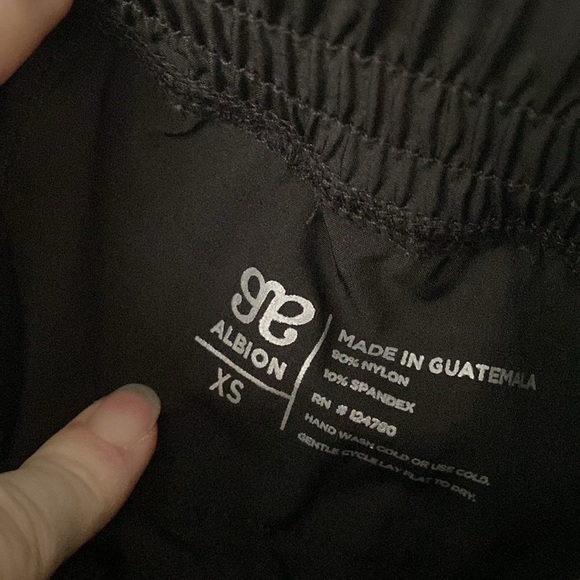 ALBION
XS
MADE IN GUATEMALA
90% NYLON
10% SPANDEX
RN # 124780
HAND WASH COLD OR USE COLD.
GENTLE CYCLE LAY FLAT TO DRY.